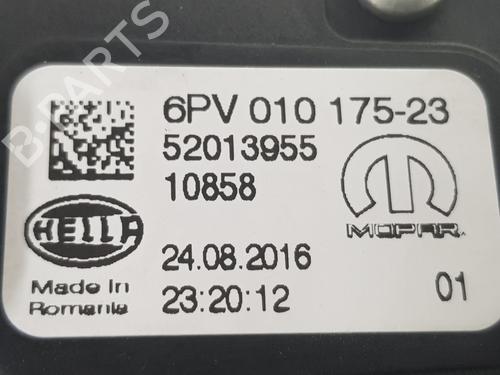 6PV 010 175-23
52013955
10858
HELLA
MOPAR
Made In
Romania
24.08.2016
23:20:12
01
B-PARTS